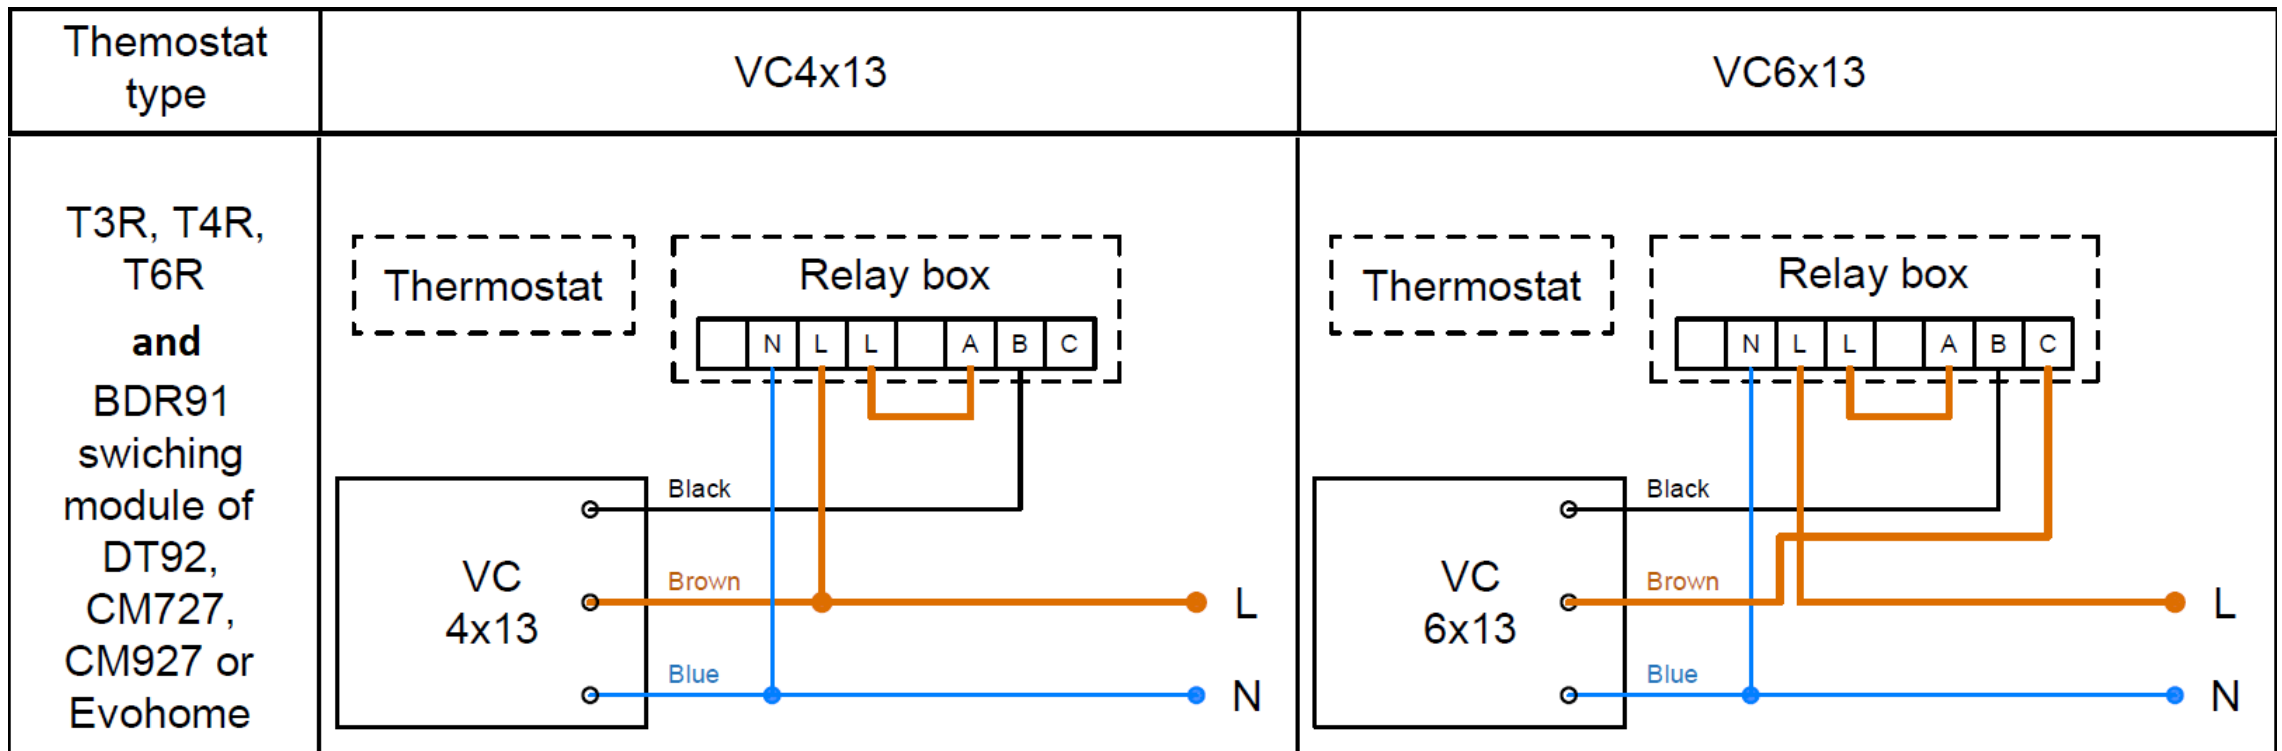 Themostat
type
VC4x13
VC6x13
T3R, T4R,
T6R
and
BDR91
swiching
module of
DT92,
CM727,
CM927 or
Evohome
Thermostat
Relay box
N L L A B C
Black
VC
4x13
Brown
L
Blue
N
Thermostat
Relay box
N L L A B C
Black
VC
6x13
Brown
L
Blue
N